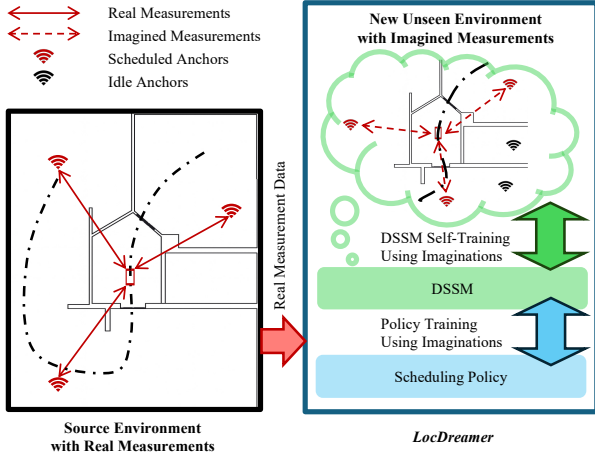 Real Measurements
Imagined Measurements
Scheduled Anchors
Idle Anchors
Source Environment
with Real Measurements
Real Measurement Data
New Unseen Environment
with Imagined Measurements
DSSM Self-Training
Using Imaginations
DSSM
Policy Training
Using Imaginations
Scheduling Policy
LocDreamer